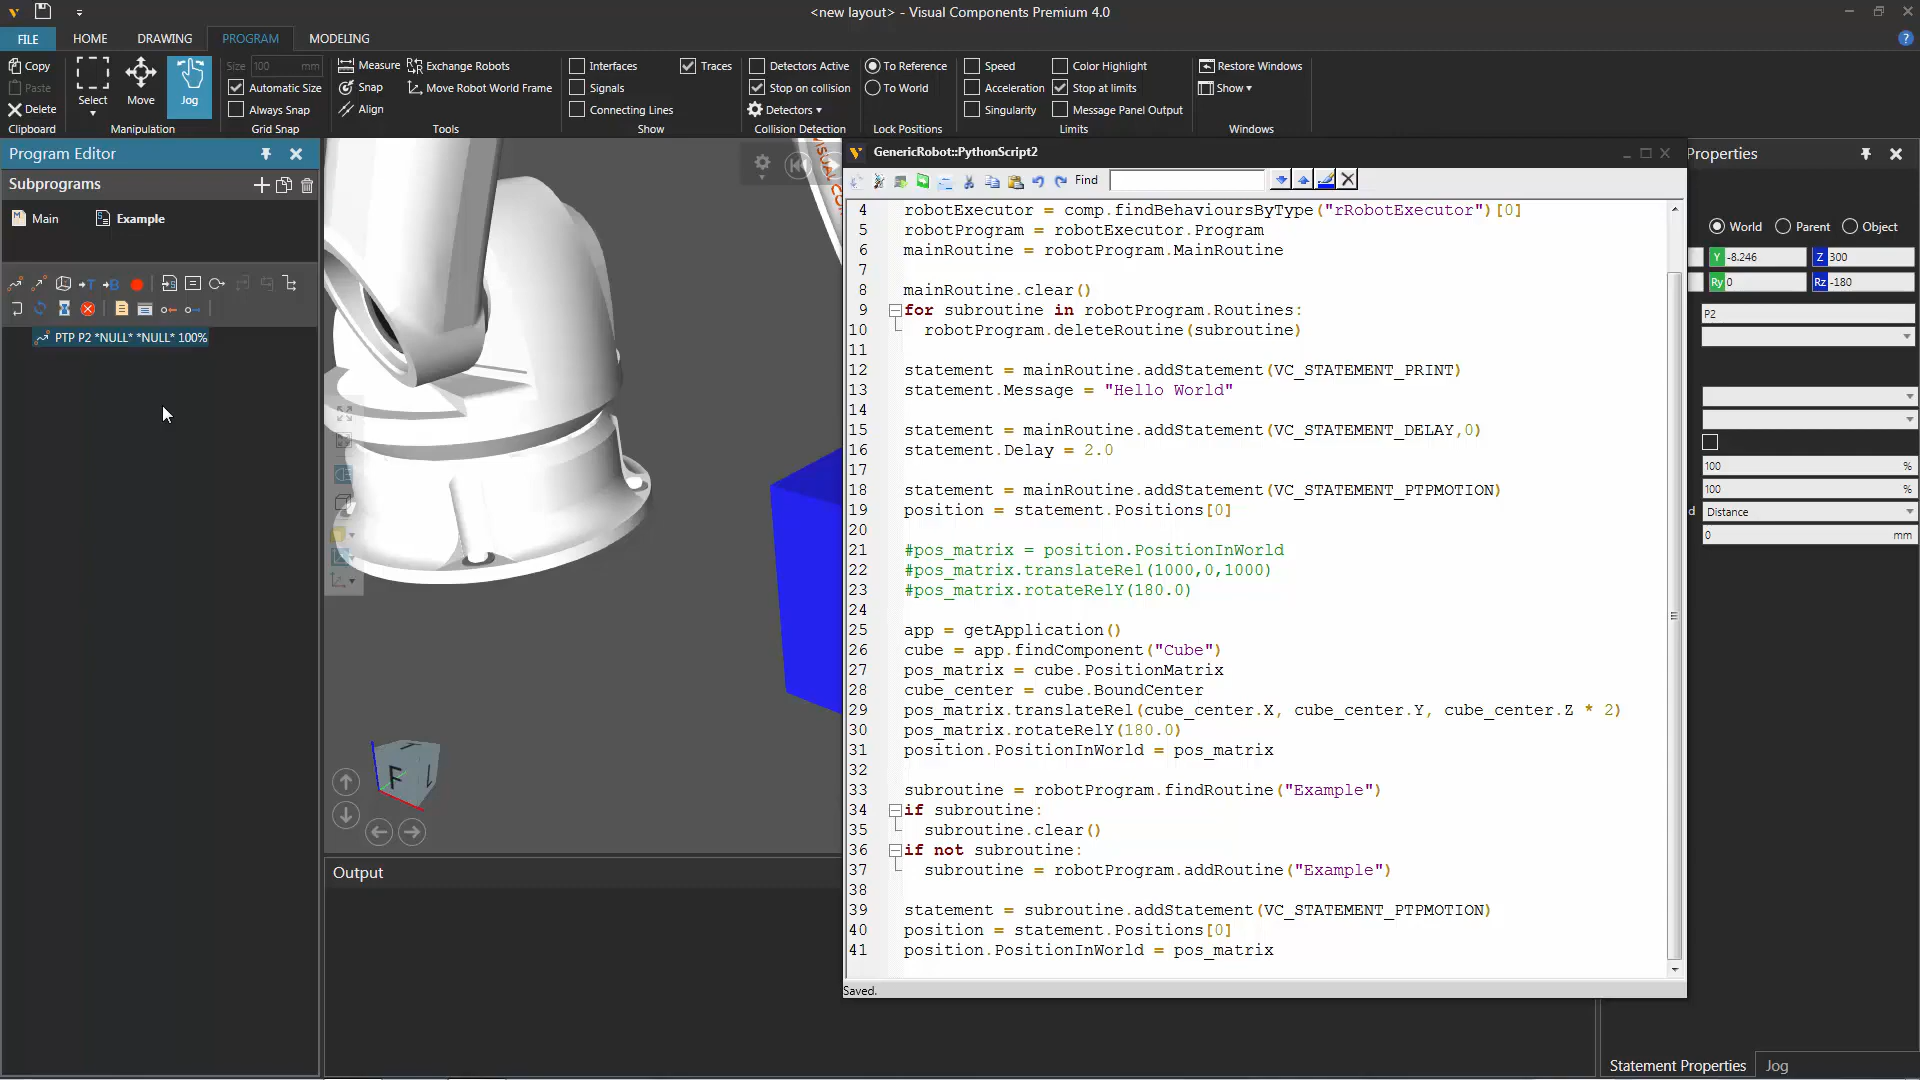 <new layout> - Visual Components Premium 4.0
FILE
HOME
DRAWING
PROGRAM
MODELING
Copy
Paste
Delete
Clipboard
Select
Move
Jog
Manipulation
Size 100 mm
Automatic Size
Always Snap
Grid Snap
Measure
Snap
Align
Exchange Robots
Move Robot World Frame
Tools
Interfaces
Signals
Connecting Lines
Traces
Show
Detectors Active
Stop on collision
Detectors
Collision Detection
To Reference
To World
Lock Positions
Speed
Acceleration
Singularity
Color Highlight
Stop at limits
Message Panel Output
Limits
Restore Windows
Show
Windows
Program Editor
Subprograms
Main
Example
PTP P2 *NULL* *NULL* 100%
VISUAL CO
F
L
Output
GenericRobot::PythonScript2
Find
4 robotExecutor = comp.findBehavioursByType("rRobotExecutor")[0]
5 robotProgram = robotExecutor.Program
6 mainRoutine = robotProgram.MainRoutine
7
8 mainRoutine.clear()
9 for subroutine in robotProgram.Routines:
10 robotProgram.deleteRoutine(subroutine)
11
12 statement = mainRoutine.addStatement(VC_STATEMENT_PRINT)
13 statement.Message = "Hello World"
14
15 statement = mainRoutine.addStatement(VC_STATEMENT_DELAY,0)
16 statement.Delay = 2.0
17
18 statement = mainRoutine.addStatement(VC_STATEMENT_PTPMOTION)
19 position = statement.Positions[0]
20
21 #pos_matrix = position.PositionInWorld
22 #pos_matrix.translateRel(1000,0,1000)
23 #pos_matrix.rotateRelY(180.0)
24
25 app = getApplication()
26 cube = app.findComponent("Cube")
27 pos_matrix = cube.PositionMatrix
28 cube_center = cube.BoundCenter
29 pos_matrix.translateRel(cube_center.X, cube_center.Y, cube_center.Z * 2)
30 pos_matrix.rotateRelY(180.0)
31 position.PositionInWorld = pos_matrix
32
33 subroutine = robotProgram.findRoutine("Example")
34 if subroutine:
35 subroutine.clear()
36 if not subroutine:
37 subroutine = robotProgram.addRoutine("Example")
38
39 statement = subroutine.addStatement(VC_STATEMENT_PTPMOTION)
40 position = statement.Positions[0]
41 position.PositionInWorld = pos_matrix
Saved.
Properties
World
Parent
Object
Y -8.246
Z 300
Ry 0
Rz -180
P2
100 %
100 %
d Distance
0 mm
Statement Properties
Jog